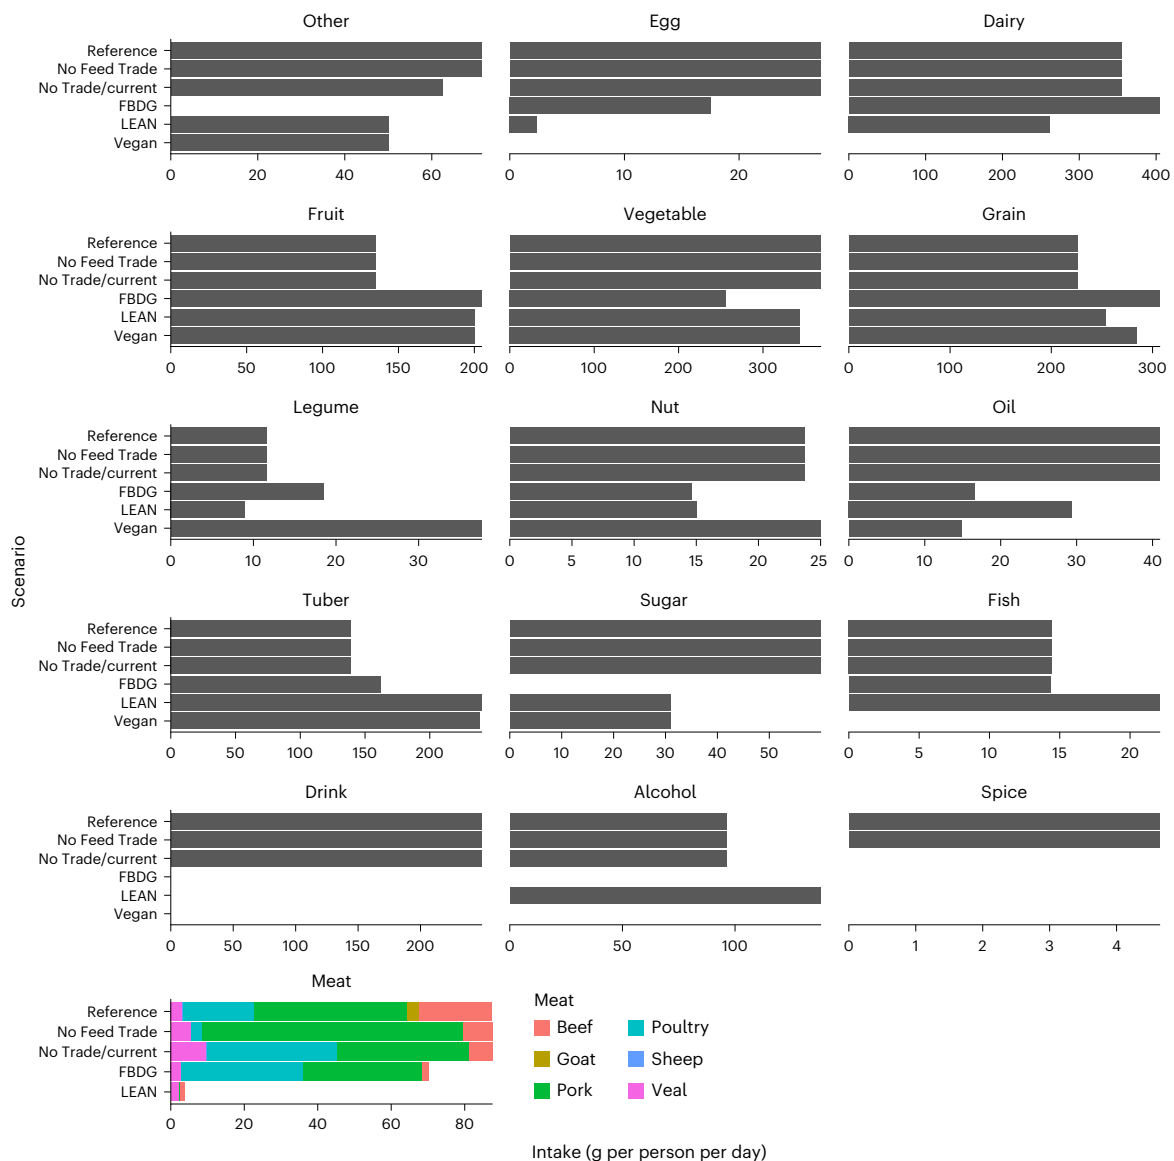 Other Egg Dairy
Reference
No Feed Trade
No Trade/current
FBDG
LEAN
Vegan
0 20 40 60 0 10 20 0 100 200 300 400
Fruit Vegetable Grain
Reference
No Feed Trade
No Trade/current
FBDG
LEAN
Vegan
0 50 100 150 200 0 100 200 300 0 100 200 300
Legume Nut Oil
Reference
No Feed Trade
No Trade/current
FBDG
LEAN
Vegan
0 10 20 30 0 5 10 15 20 25 0 10 20 30 40
Scenario
Tuber Sugar Fish
Reference
No Feed Trade
No Trade/current
FBDG
LEAN
Vegan
0 50 100 150 200 0 10 20 30 40 50 0 5 10 15 20
Drink Alcohol Spice
Reference
No Feed Trade
No Trade/current
FBDG
LEAN
Vegan
0 50 100 150 200 0 50 100 0 1 2 3 4
Meat
Reference
No Feed Trade
No Trade/current
FBDG
LEAN
0 20 40 60 80
Meat
Beef Poultry
Goat Sheep
Pork Veal
Intake (g per person per day)